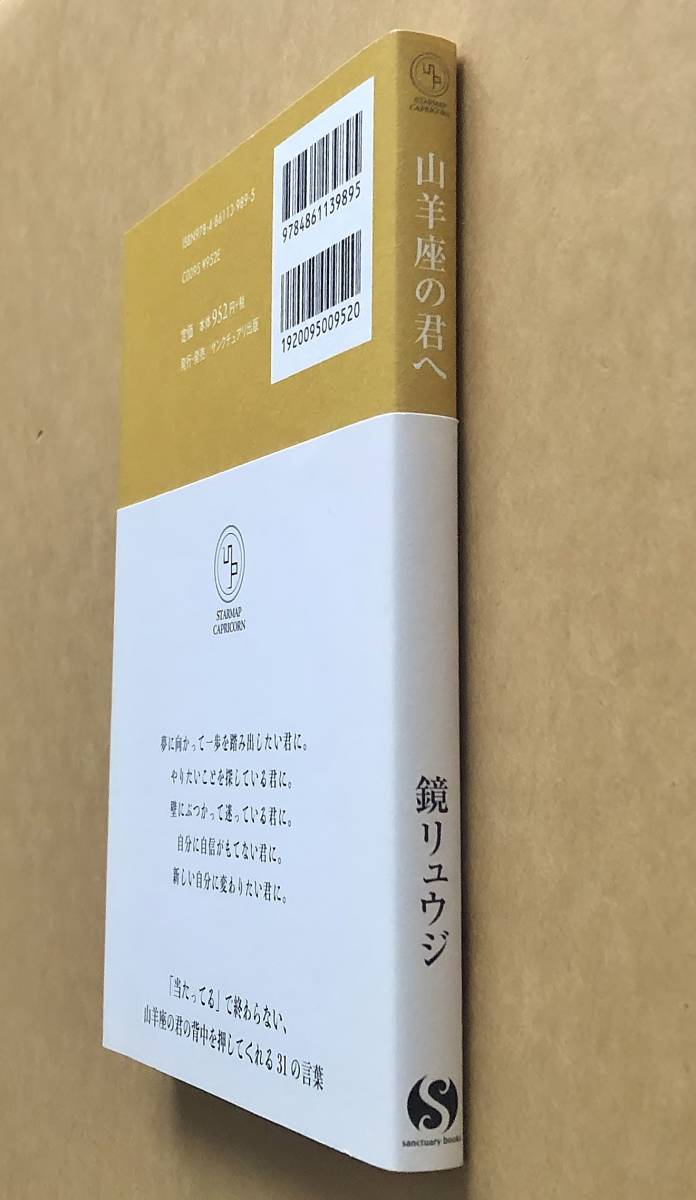 ISBN978-4-86113-989-5
C0095 ¥952E
定価 本体952円+税
発行・発売 サンクチュアリ出版
9784861139895
1920095009520
STARMAP
CAPRICORN
夢に向かって一歩を踏み出したい君に。
やりたいことを探している君に。
壁にぶつかって迷っている君に。
自分に自信がもてない君に。
新しい自分に変わりたい君に。
「当たってる」で終わらない、
山羊座の君の背中を押してくれる31の言葉
STARMAP
CAPRICORN
山羊座の君へ
鏡リュウジ
sanctuary books